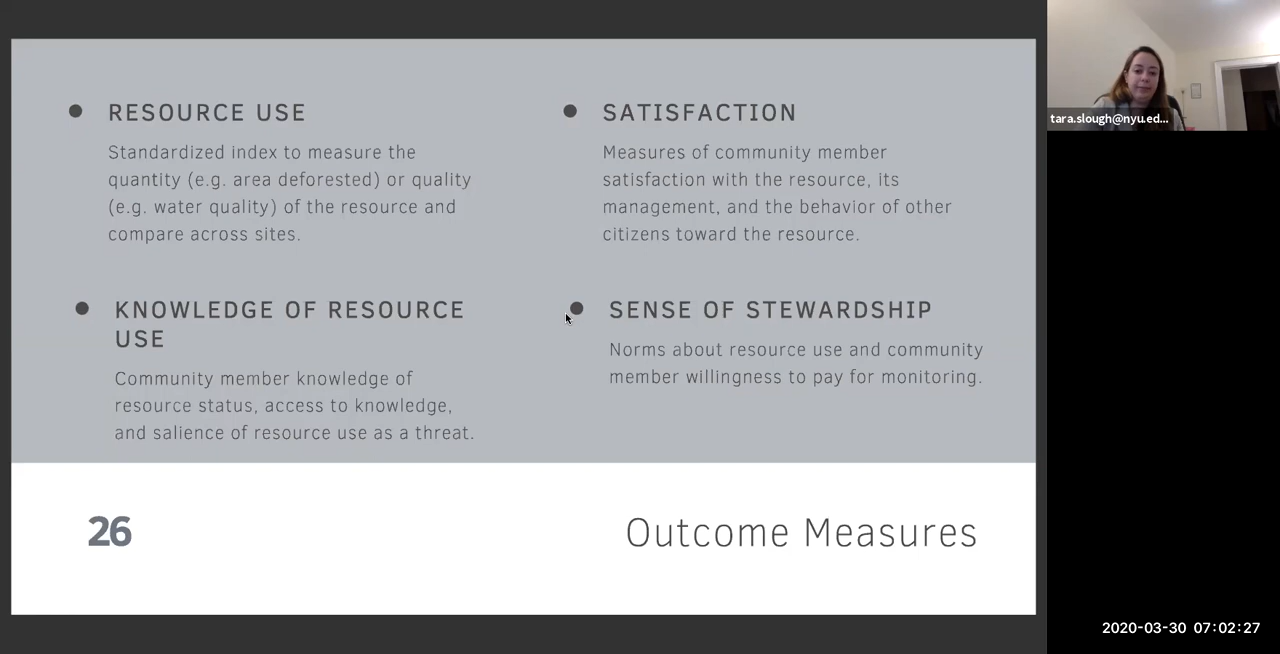 RESOURCE USE
Standardized index to measure the
quantity (e.g. area deforested) or quality
(e.g. water quality) of the resource and
compare across sites.
SATISFACTION
Measures of community member
satisfaction with the resource, its
management, and the behavior of other
citizens toward the resource.
KNOWLEDGE OF RESOURCE
USE
Community member knowledge of
resource status, access to knowledge,
and salience of resource use as a threat.
SENSE OF STEWARDSHIP
Norms about resource use and community
member willingness to pay for monitoring.
26
Outcome Measures
tara.slough@nyu.ed...
2020-03-30 07:02:27